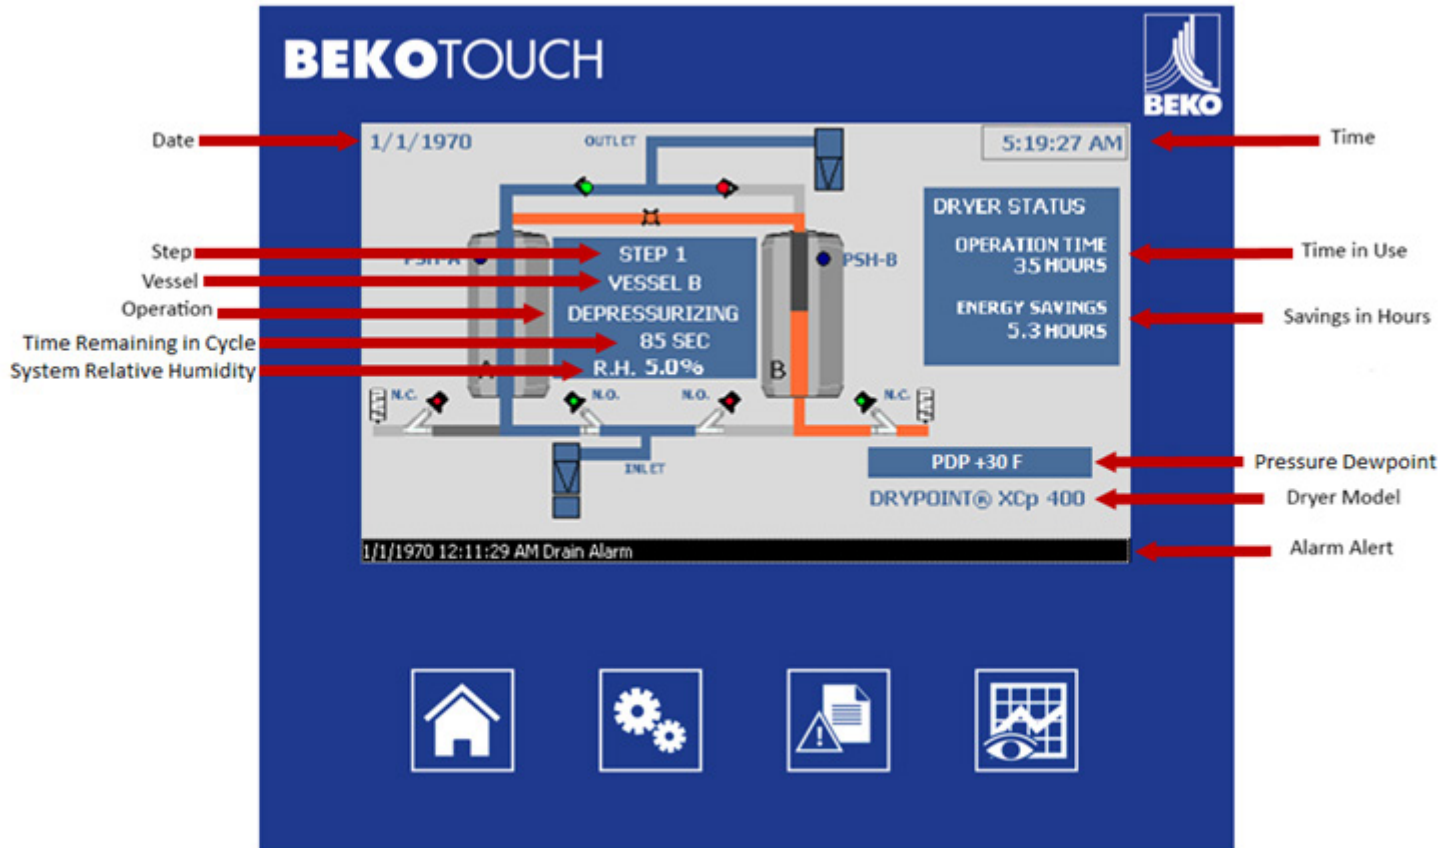 BEKOTOUCH
BEKO
Date
1/1/1970
OUTLET
5:19:27 AM
Time
DRYER STATUS
Step
STEP 1
PSH-A
PSH-B
OPERATION TIME
35 HOURS
Time in Use
Vessel
VESSEL B
Operation
DEPRESSURIZING
ENERGY SAVINGS
5.3 HOURS
Savings in Hours
Time Remaining in Cycle
85 SEC
System Relative Humidity
R.H. 5.0%
A
B
N.C.
N.O.
N.O.
N.C.
INLET
PDP +30 F
Pressure Dewpoint
DRYPOINT® XCp 400
Dryer Model
1/1/1970 12:11:29 AM Drain Alarm
Alarm Alert